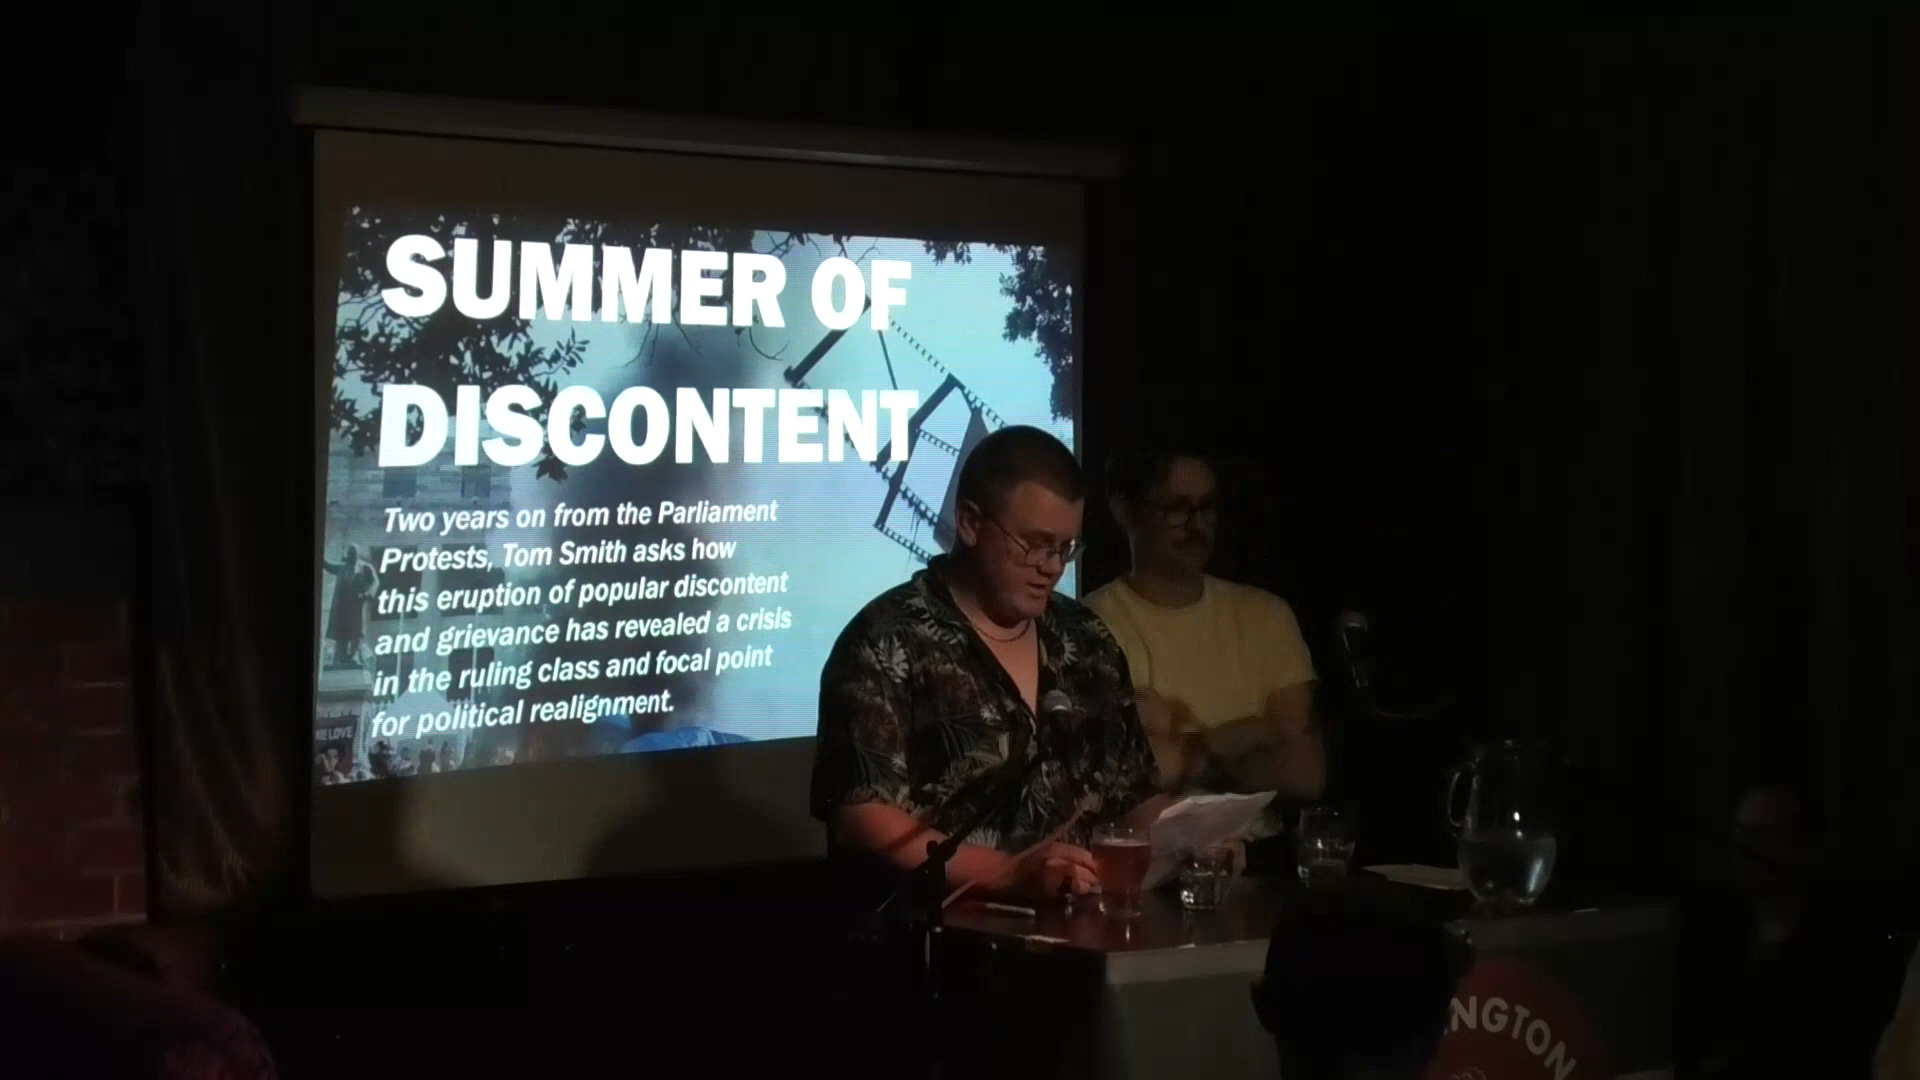 SUMMER OF
DISCONTENT
Two years on from the Parliament
Protests, Tom Smith asks how
this eruption of popular discontent
and grievance has revealed a crisis
in the ruling class and focal point
for political realignment.
E LOVE
NGTON